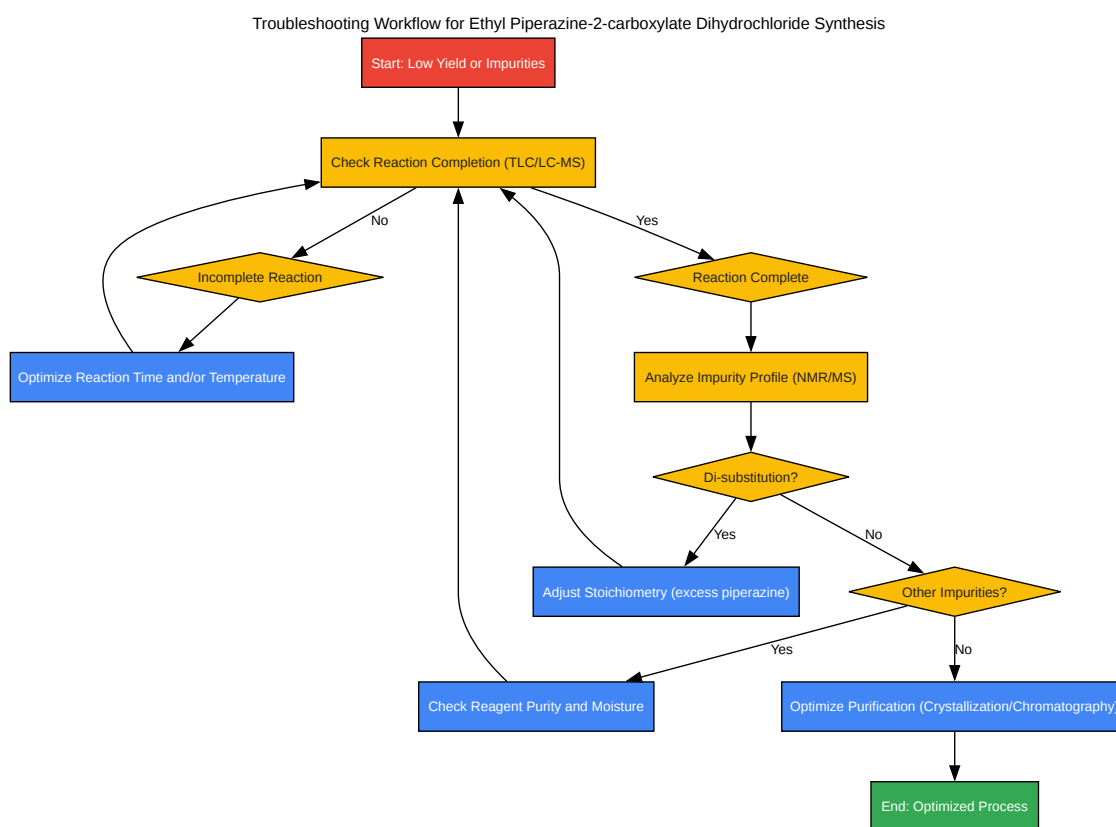 Troubleshooting Workflow for Ethyl Piperazine-2-carboxylate Dihydrochloride Synthesis
Start: Low Yield or Impurities
Check Reaction Completion (TLC/LC-MS)
No
Yes
Incomplete Reaction
Reaction Complete
Optimize Reaction Time and/or Temperature
Analyze Impurity Profile (NMR/MS)
Di-substitution?
Yes
No
Adjust Stoichiometry (excess piperazine)
Other Impurities?
Yes
No
Check Reagent Purity and Moisture
Optimize Purification (Crystallization/Chromatography)
End: Optimized Process